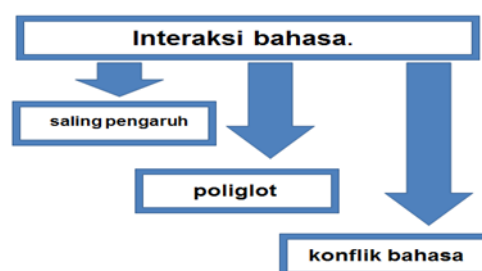 Interaksi bahasa.
saling pengaruh
poliglot
konflik bahasa